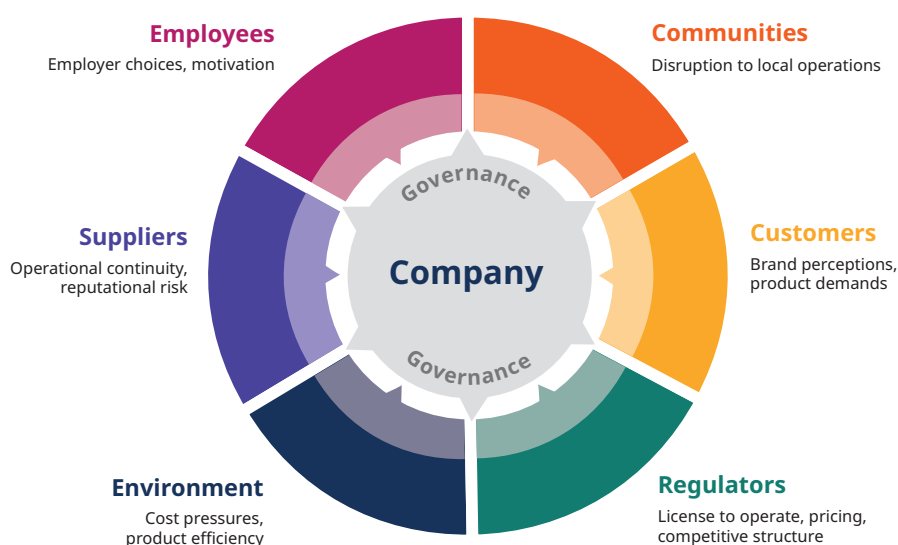 Employees
Employer choices, motivation
Communities
Disruption to local operations
Governance
Suppliers
Operational continuity,
reputational risk
Company
Customers
Brand perceptions,
product demands
Governance
Environment
Cost pressures,
product efficiency
Regulators
License to operate, pricing,
competitive structure